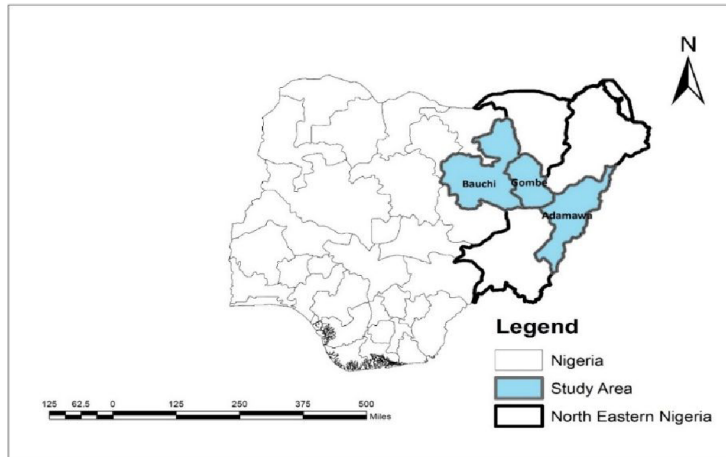 N
Bauchi
Gombe
Adamawa
Legend
Nigeria
Study Area
North Eastern Nigeria
125 62.5 0 125 250 375 500
Miles